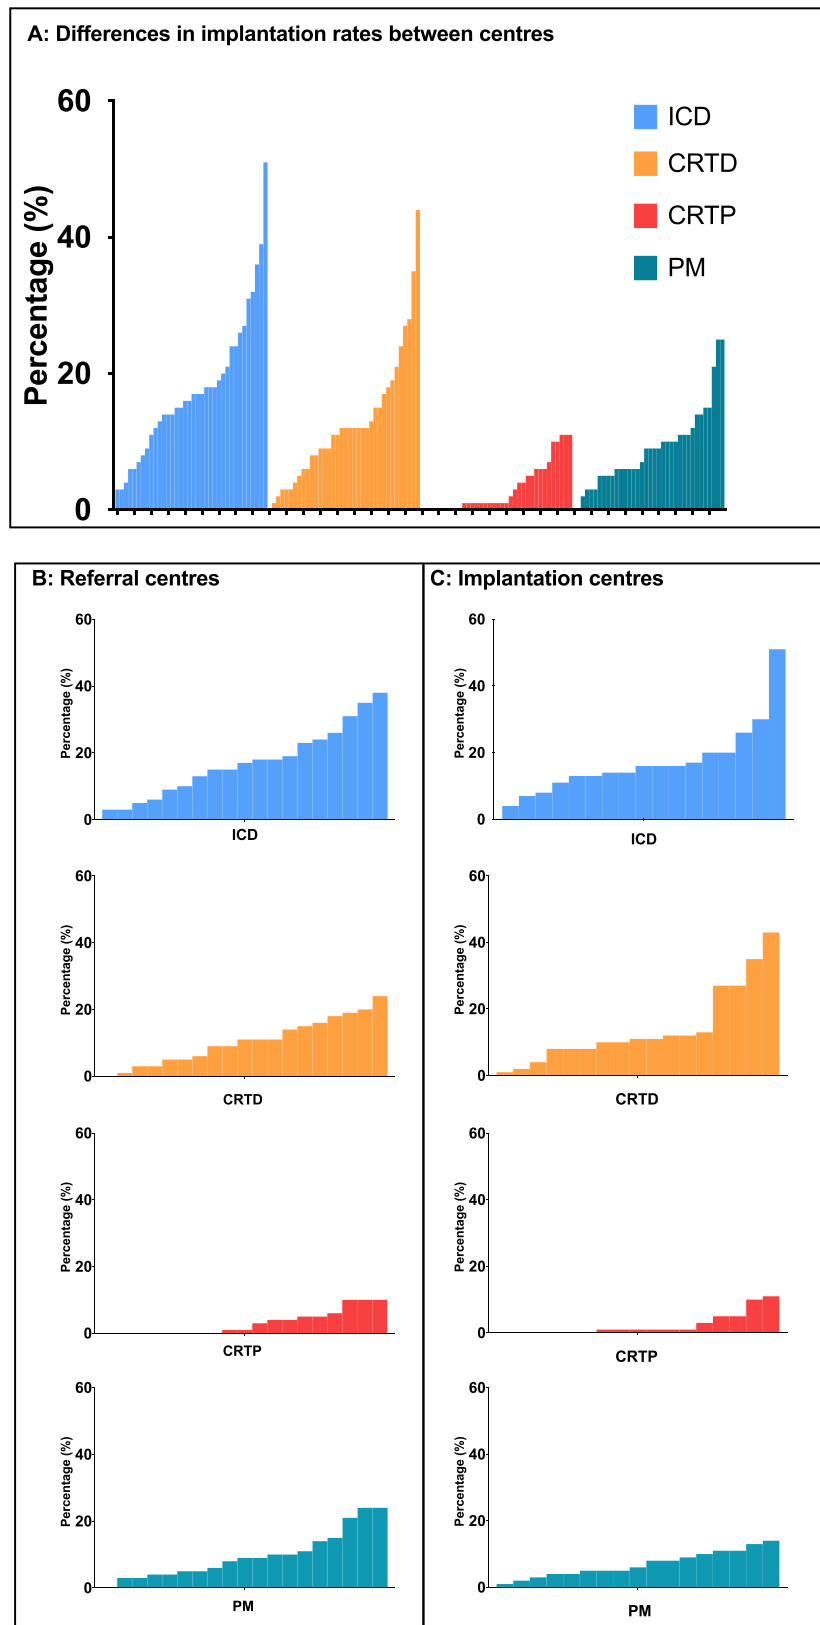 A: Differences in implantation rates between centres
Percentage (%)
60
40
20
0
ICD
CRTD
CRTP
PM
B: Referral centres
Percentage (%)
60
40
20
0
ICD
Percentage (%)
60
40
20
0
CRTD
Percentage (%)
60
40
20
0
CRTP
Percentage (%)
60
40
20
0
PM
C: Implantation centres
Percentage (%)
60
40
20
0
ICD
Percentage (%)
60
40
20
0
CRTD
Percentage (%)
60
40
20
0
CRTP
Percentage (%)
60
40
20
0
PM